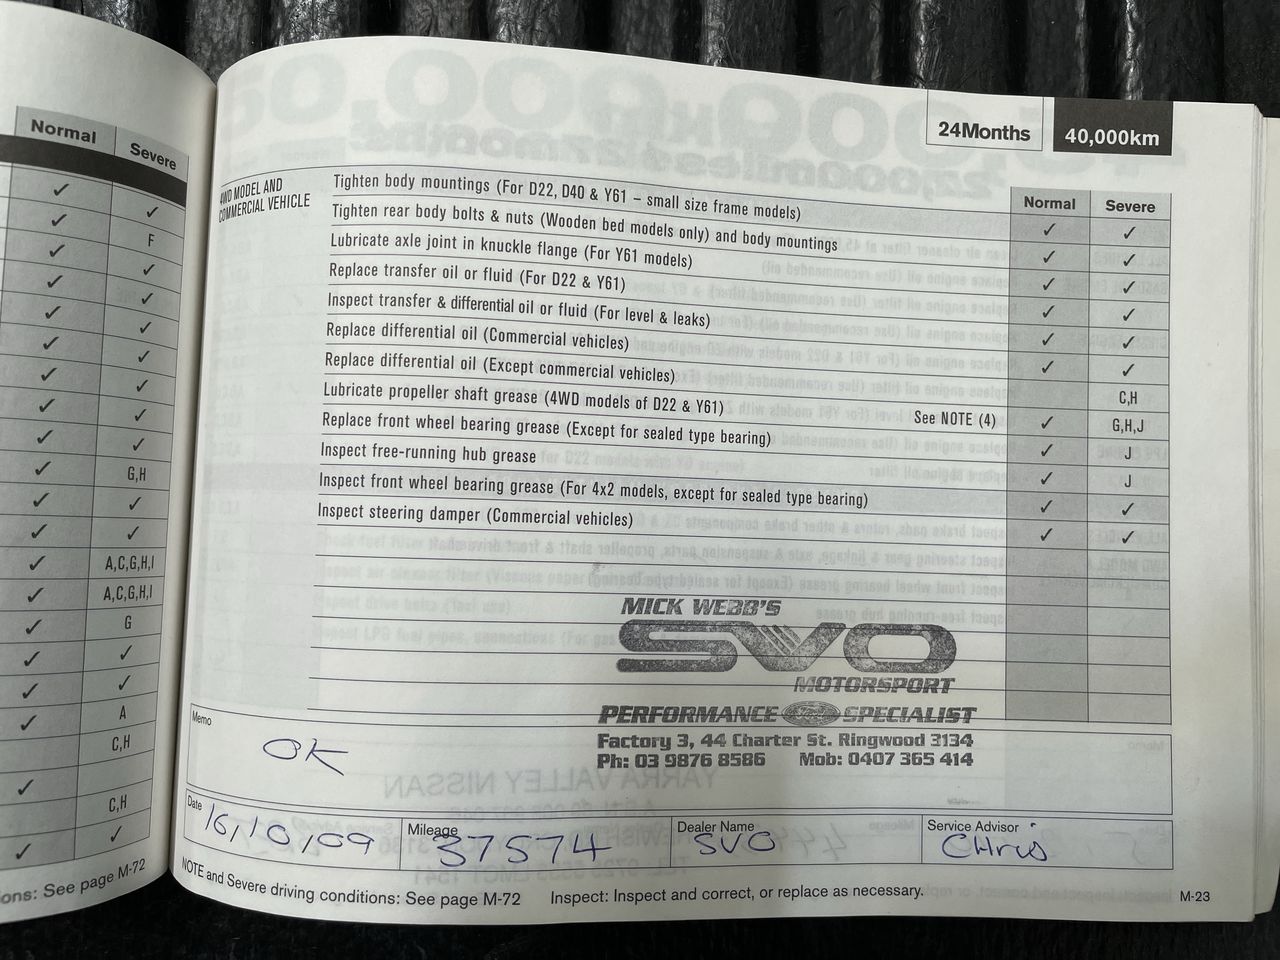 Normal Severe
✓
✓ ✓
✓ F
✓ ✓
✓ ✓
✓ ✓
✓ ✓
✓ ✓
✓ ✓
✓ ✓
✓ G,H
✓ ✓
✓ ✓
✓ A,C,G,H,I
✓ A,C,G,H,I
✓ G
✓ ✓
✓ ✓
✓ A
C,H
✓
C,H
✓ ✓
ons: See page M-72
24Months 40,000km
4WD MODEL AND
COMMERCIAL VEHICLE
Normal Severe
Tighten body mountings (For D22, D40 & Y61 – small size frame models) ✓ ✓
Tighten rear body bolts & nuts (Wooden bed models only) and body mountings ✓ ✓
Lubricate axle joint in knuckle flange (For Y61 models) ✓ ✓
Replace transfer oil or fluid (For D22 & Y61) ✓ ✓
Inspect transfer & differential oil or fluid (For level & leaks) ✓ ✓
Replace differential oil (Commercial vehicles) ✓ ✓
Replace differential oil (Except commercial vehicles) C,H
Lubricate propeller shaft grease (4WD models of D22 & Y61) See NOTE (4) ✓ G,H,J
Replace front wheel bearing grease (Except for sealed type bearing) ✓ J
Inspect free-running hub grease ✓ J
Inspect front wheel bearing grease (For 4x2 models, except for sealed type bearing) ✓ ✓
Inspect steering damper (Commercial vehicles) ✓ ✓
MICK WEBB'S
SVO
MOTORSPORT
PERFORMANCE SPECIALIST
Factory 3, 44 Charter St. Ringwood 3134
Ph: 03 9876 8586 Mob: 0407 365 414
Memo
OK
Date 16/10/09 Mileage 37574 Dealer Name SVO Service Advisor Chris
NOTE and Severe driving conditions: See page M-72 Inspect: Inspect and correct, or replace as necessary. M-23